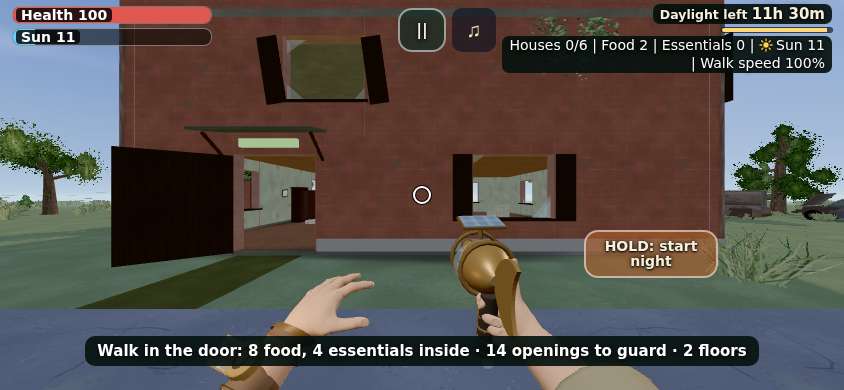 Health 100
Sun 11
Daylight left 11h 30m
Houses 0/6 | Food 2 | Essentials 0 | ☀ Sun 11
| Walk speed 100%
HOLD: start
night
Walk in the door: 8 food, 4 essentials inside · 14 openings to guard · 2 floors